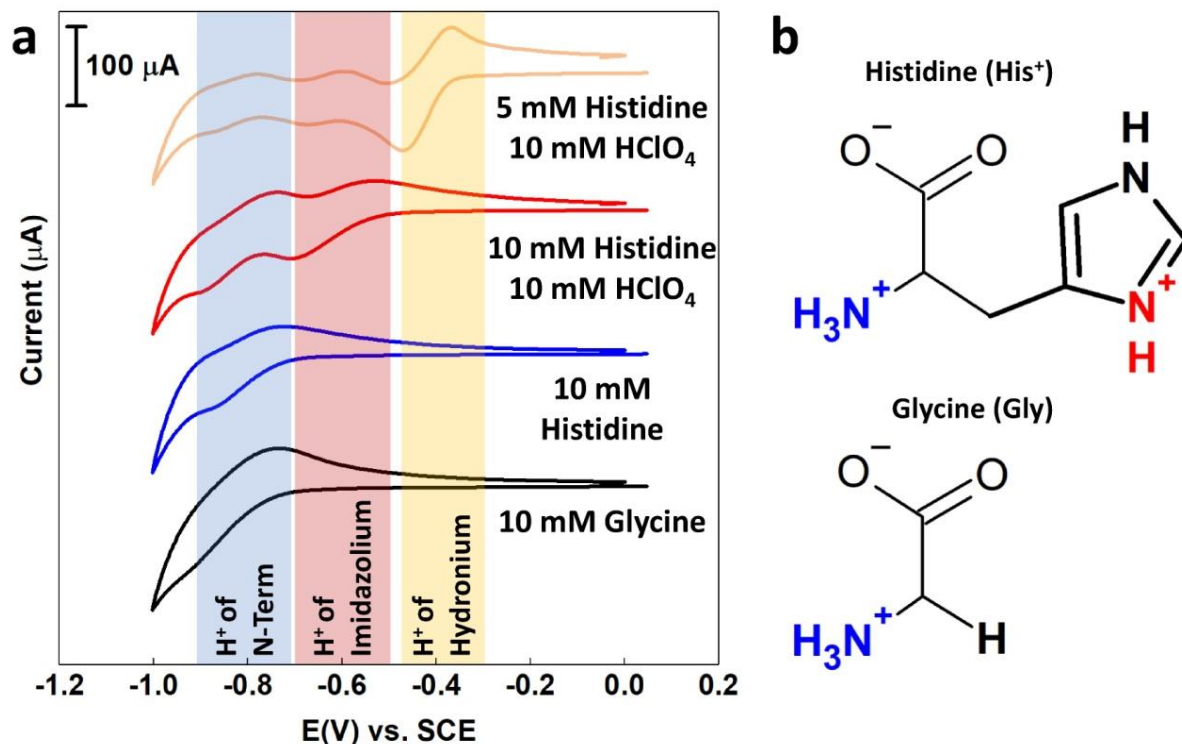 a
100 μA
5 mM Histidine
10 mM HClO₄
10 mM Histidine
10 mM HClO₄
10 mM
Histidine
10 mM Glycine
H⁺ of
N-Term
H⁺ of
Imidazolium
H⁺ of
Hydronium
Current (μA)
-1.2 -1.0 -0.8 -0.6 -0.4 -0.2 0.0 0.2
E(V) vs. SCE
b
Histidine (His⁺)
O⁻ O
H
N
H₃N⁺
N⁺
H
Glycine (Gly)
O⁻ O
H₃N⁺ H